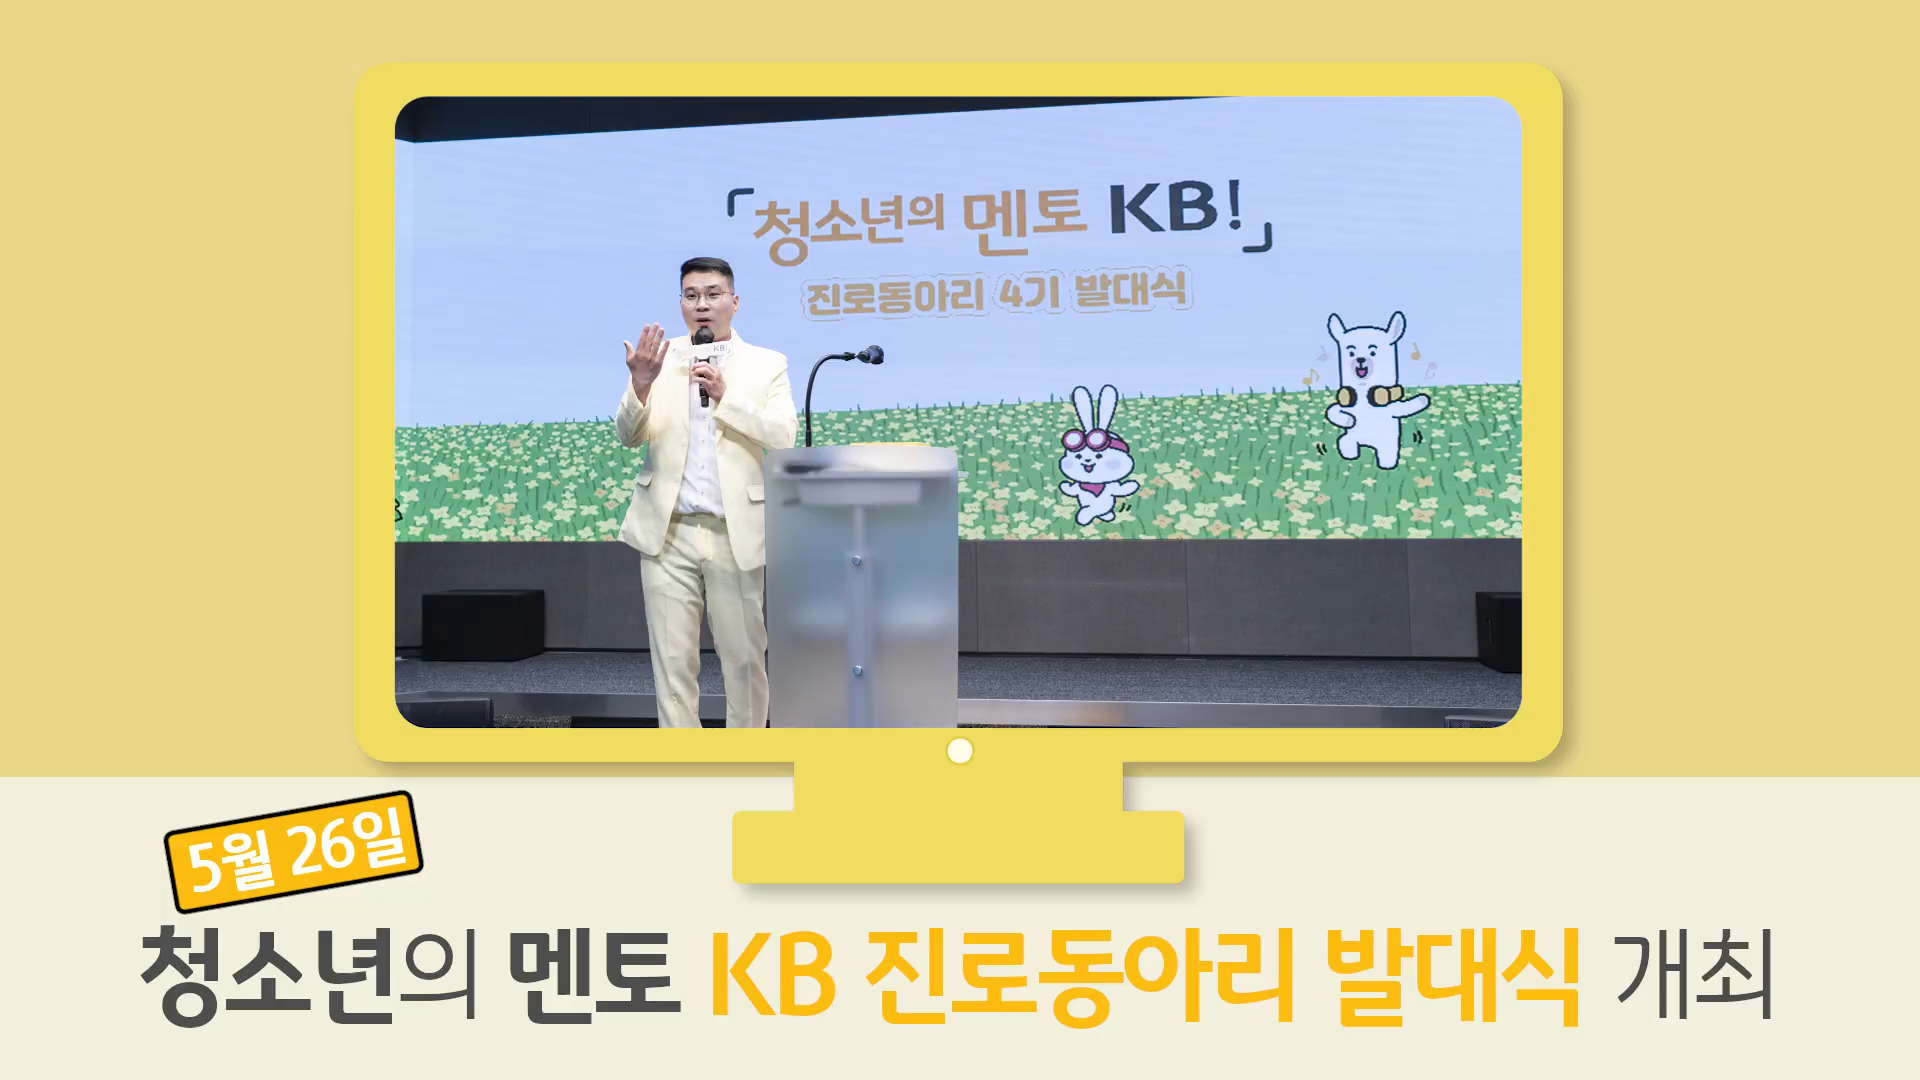 「청소년의 멘토 KB!」
진로동아리 4기 발대식
KB!
5월 26일
청소년의 멘토 KB 진로동아리 발대식 개최